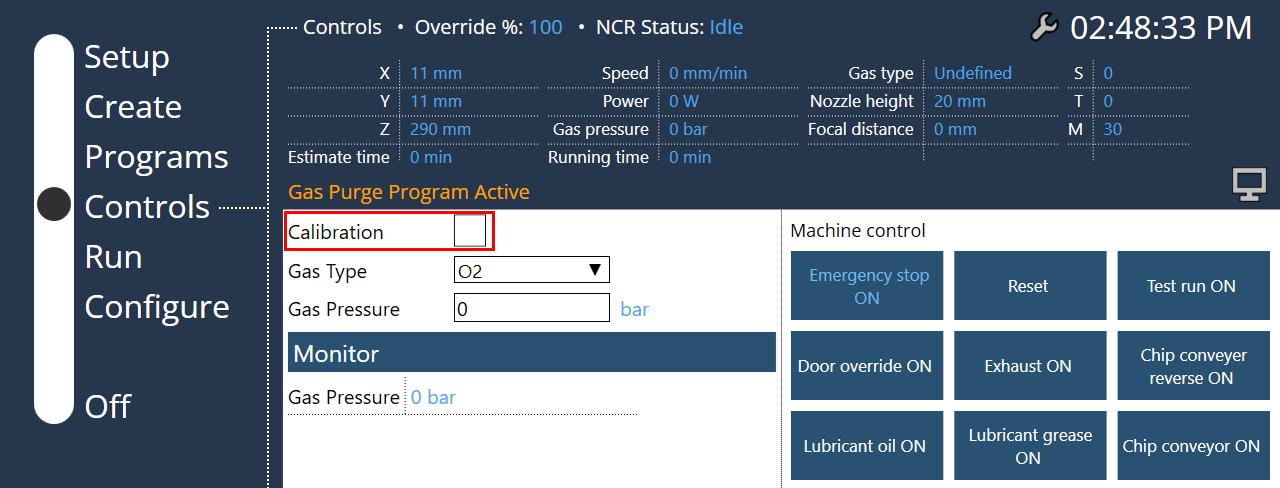 Controls • Override %: 100 • NCR Status: Idle
02:48:33 PM
Setup
Create
Programs
Controls
Run
Configure
Off
X 11 mm Speed 0 mm/min Gas type Undefined S 0
Y 11 mm Power 0 W Nozzle height 20 mm T 0
Z 290 mm Gas pressure 0 bar Focal distance 0 mm M 30
Estimate time 0 min Running time 0 min
Gas Purge Program Active
Calibration
Gas Type O2
Gas Pressure 0 bar
Monitor
Gas Pressure 0 bar
Machine control
Emergency stop
ON
Reset
Test run ON
Door override ON
Exhaust ON
Chip conveyer
reverse ON
Lubricant oil ON
Lubricant grease
ON
Chip conveyor ON